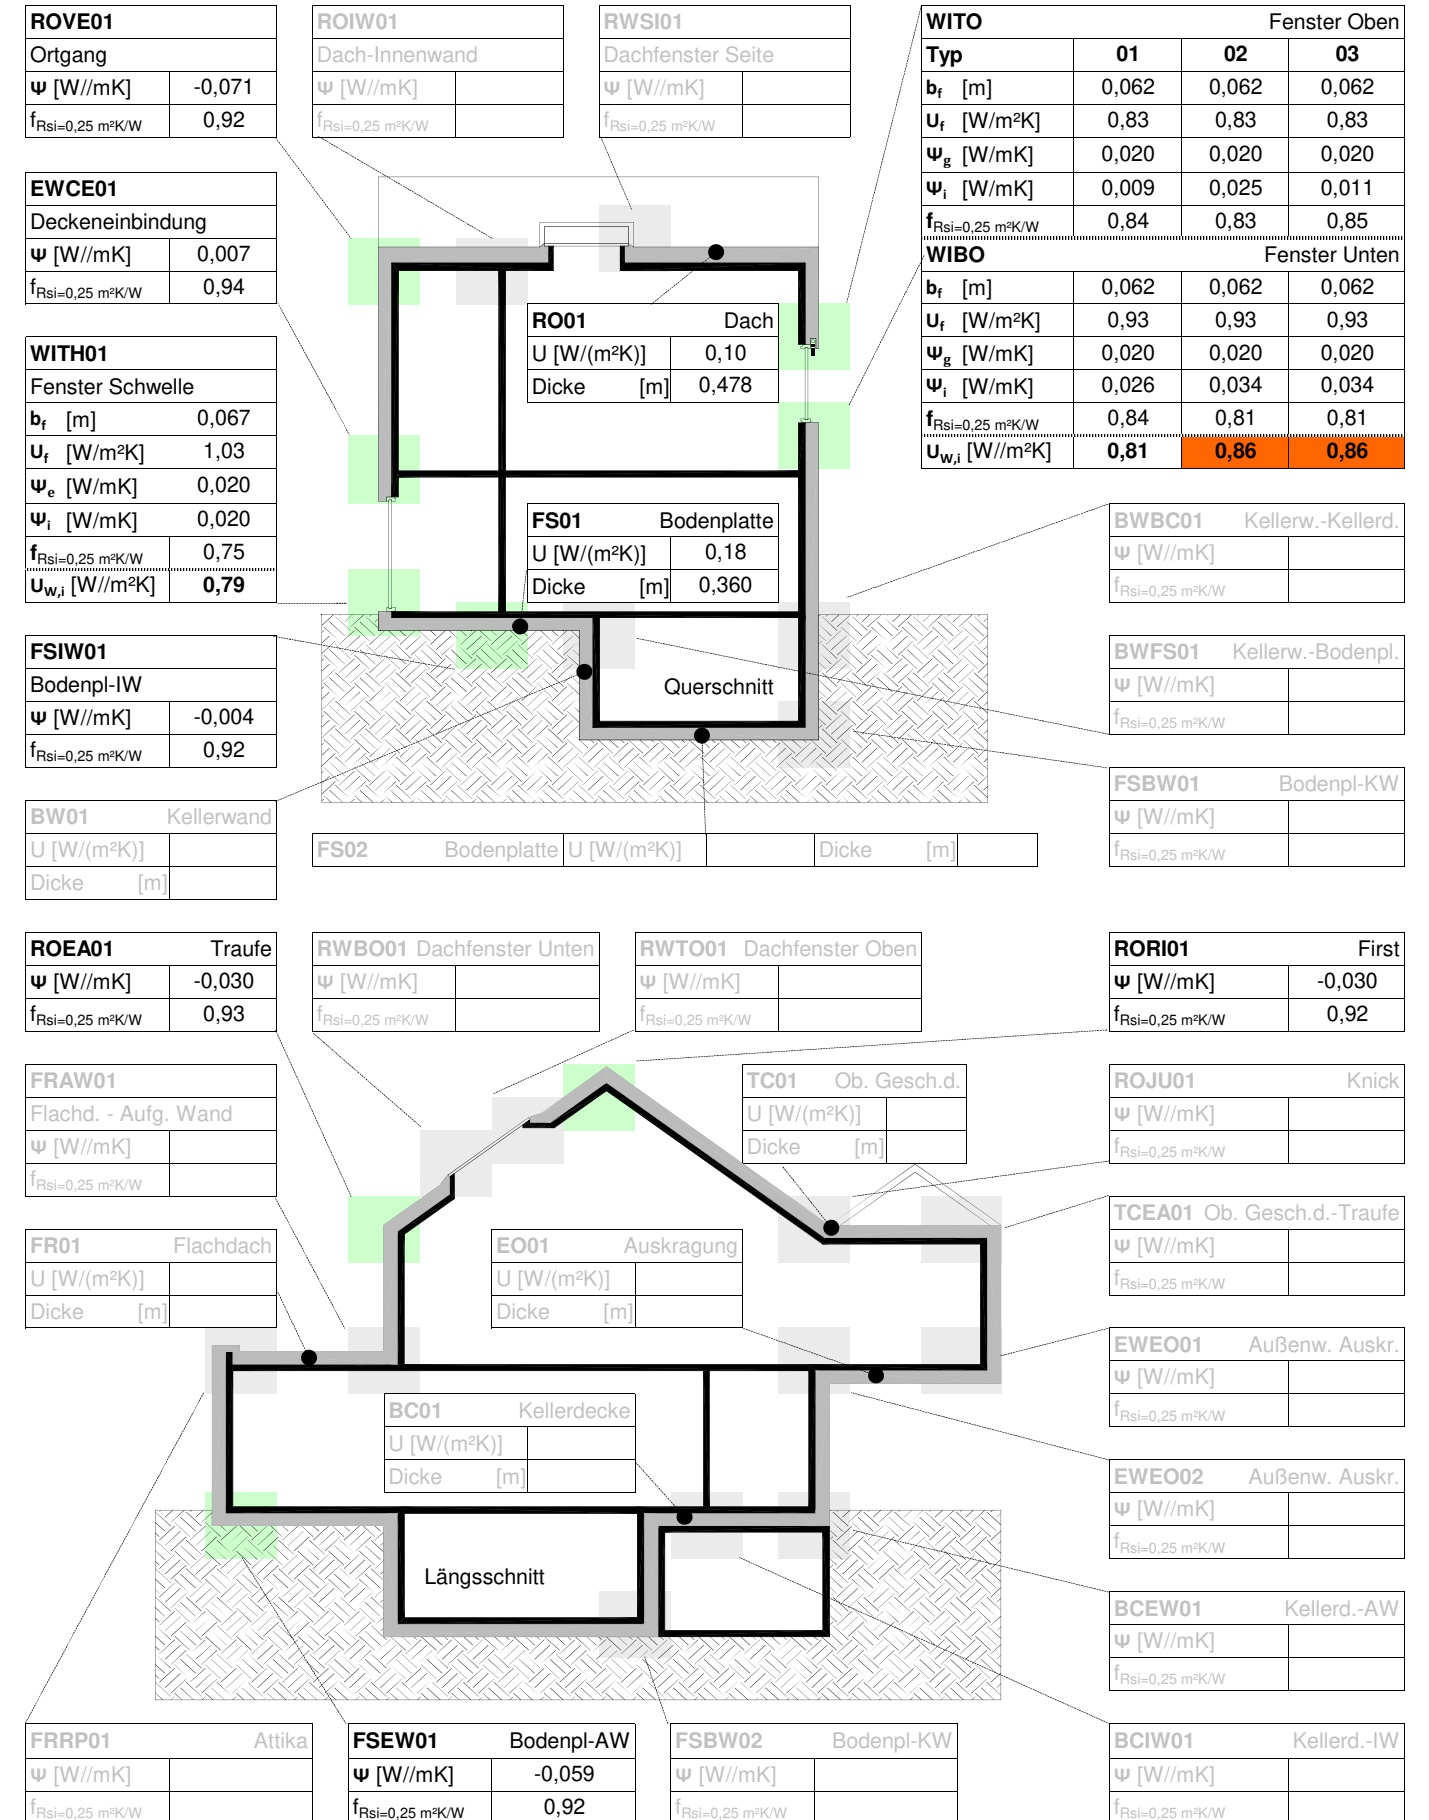 ROVE01
Ortgang
Ψ [W//mK] -0,071
fRsi=0,25 m²K/W 0,92
ROIW01
Dach-Innenwand
Ψ [W//mK]
fRsi=0,25 m²K/W
RWSI01
Dachfenster Seite
Ψ [W//mK]
fRsi=0,25 m²K/W
WITO Fenster Oben
Typ 01 02 03
bf [m] 0,062 0,062 0,062
Uf [W/m²K] 0,83 0,83 0,83
Ψg [W/mK] 0,020 0,020 0,020
Ψi [W/mK] 0,009 0,025 0,011
fRsi=0,25 m²K/W 0,84 0,83 0,85
WIBO Fenster Unten
bf [m] 0,062 0,062 0,062
Uf [W/m²K] 0,93 0,93 0,93
Ψg [W/mK] 0,020 0,020 0,020
Ψi [W/mK] 0,026 0,034 0,034
fRsi=0,25 m²K/W 0,84 0,81 0,81
UW,i [W//m²K] 0,81 0,86 0,86
EWCE01
Deckeneinbindung
Ψ [W//mK] 0,007
fRsi=0,25 m²K/W 0,94
RO01 Dach
U [W/(m²K)] 0,10
Dicke [m] 0,478
WITH01
Fenster Schwelle
bf [m] 0,067
Uf [W/m²K] 1,03
Ψe [W/mK] 0,020
Ψi [W/mK] 0,020
fRsi=0,25 m²K/W 0,75
UW,i [W//m²K] 0,79
FS01 Bodenplatte
U [W/(m²K)] 0,18
Dicke [m] 0,360
BWBC01 Kellerw.-Kellerd.
Ψ [W//mK]
fRsi=0,25 m²K/W
FSIW01
Bodenpl-IW
Ψ [W//mK] -0,004
fRsi=0,25 m²K/W 0,92
Querschnitt
BWFS01 Kellerw.-Bodenpl.
Ψ [W//mK]
fRsi=0,25 m²K/W
FSBW01 Bodenpl-KW
Ψ [W//mK]
fRsi=0,25 m²K/W
BW01 Kellerwand
U [W/(m²K)]
Dicke [m]
FS02 Bodenplatte U [W/(m²K)] Dicke [m]
ROEA01 Traufe
Ψ [W//mK] -0,030
fRsi=0,25 m²K/W 0,93
RWBO01 Dachfenster Unten
Ψ [W//mK]
fRsi=0,25 m²K/W
RWTO01 Dachfenster Oben
Ψ [W//mK]
fRsi=0,25 m²K/W
RORI01 First
Ψ [W//mK] -0,030
fRsi=0,25 m²K/W 0,92
FRAW01
Flachd. - Aufg. Wand
Ψ [W//mK]
fRsi=0,25 m²K/W
TC01 Ob. Gesch.d.
U [W/(m²K)]
Dicke [m]
ROJU01 Knick
Ψ [W//mK]
fRsi=0,25 m²K/W
TCEA01 Ob. Gesch.d.-Traufe
Ψ [W//mK]
fRsi=0,25 m²K/W
FR01 Flachdach
U [W/(m²K)]
Dicke [m]
EO01 Auskragung
U [W/(m²K)]
Dicke [m]
EWEO01 Außenw. Auskr.
Ψ [W//mK]
fRsi=0,25 m²K/W
BC01 Kellerdecke
U [W/(m²K)]
Dicke [m]
EWEO02 Außenw. Auskr.
Ψ [W//mK]
fRsi=0,25 m²K/W
Längsschnitt
BCEW01 Kellerd.-AW
Ψ [W//mK]
fRsi=0,25 m²K/W
FRRP01 Attika
Ψ [W//mK]
fRsi=0,25 m²K/W
FSEW01 Bodenpl-AW
Ψ [W//mK] -0,059
fRsi=0,25 m²K/W 0,92
FSBW02 Bodenpl-KW
Ψ [W//mK]
fRsi=0,25 m²K/W
BCIW01 Kellerd.-IW
Ψ [W//mK]
fRsi=0,25 m²K/W